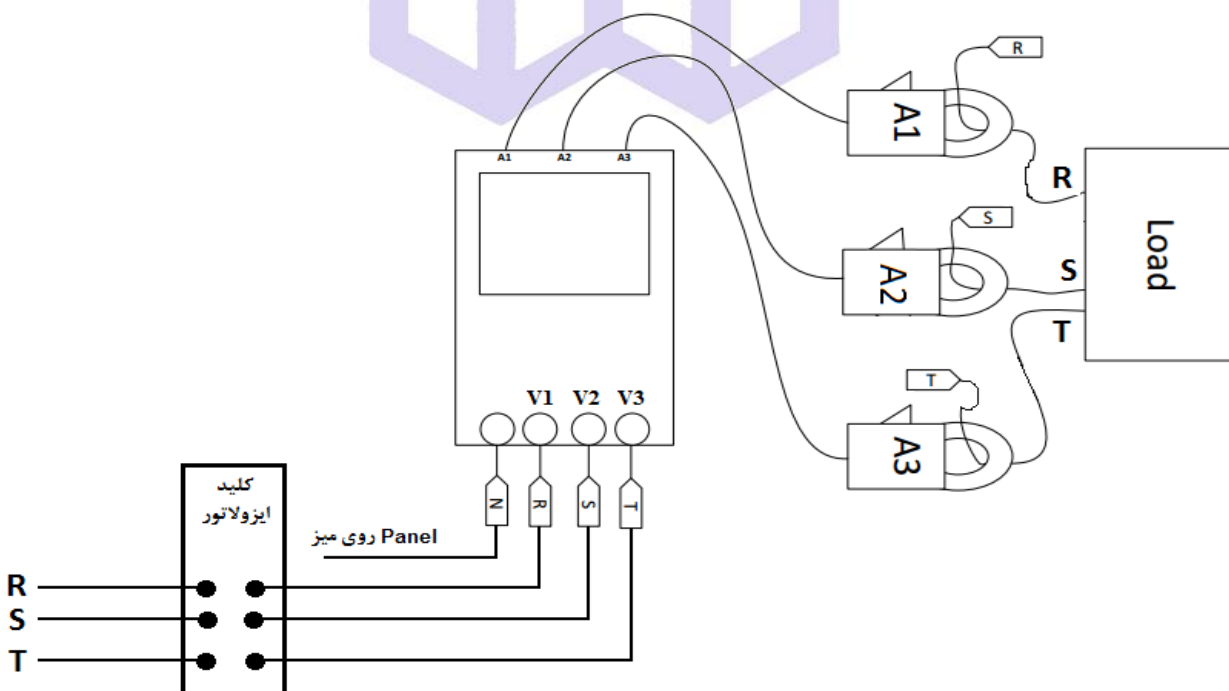 R
A1
A1 A2 A3
R
S
A2
S
Load
T
T
A3
V1 V2 V3
N R S T
کلید
ایزولاتور
Panel روی میز
R
S
T